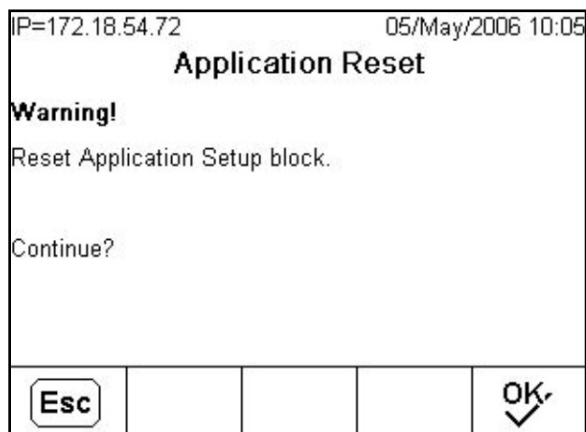 IP=172.18.54.72 05/May/2006 10:05
Application Reset
Warning!
Reset Application Setup block.
Continue?
Esc OK